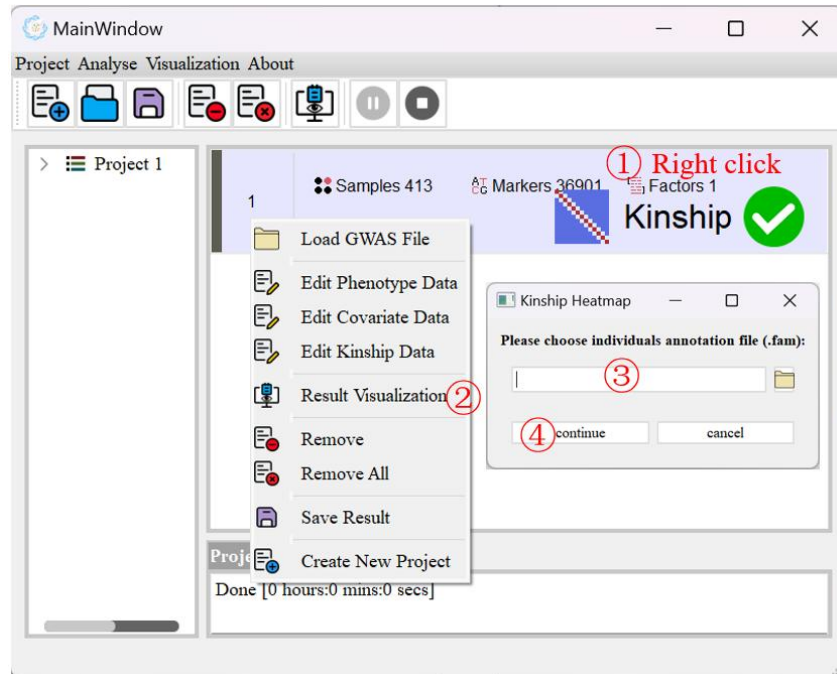 MainWindow
Project Analyse Visualization About
Project 1
① Right click
1
Samples 413
Markers 36901
Factors 1
Kinship
Load GWAS File
Edit Phenotype Data
Edit Covariate Data
Edit Kinship Data
Result Visualization ②
Remove
Remove All
Save Result
Create New Project
Kinship Heatmap
Please choose individuals annotation file (.fam):
③
④ continue
cancel
Proje
Done [0 hours:0 mins:0 secs]